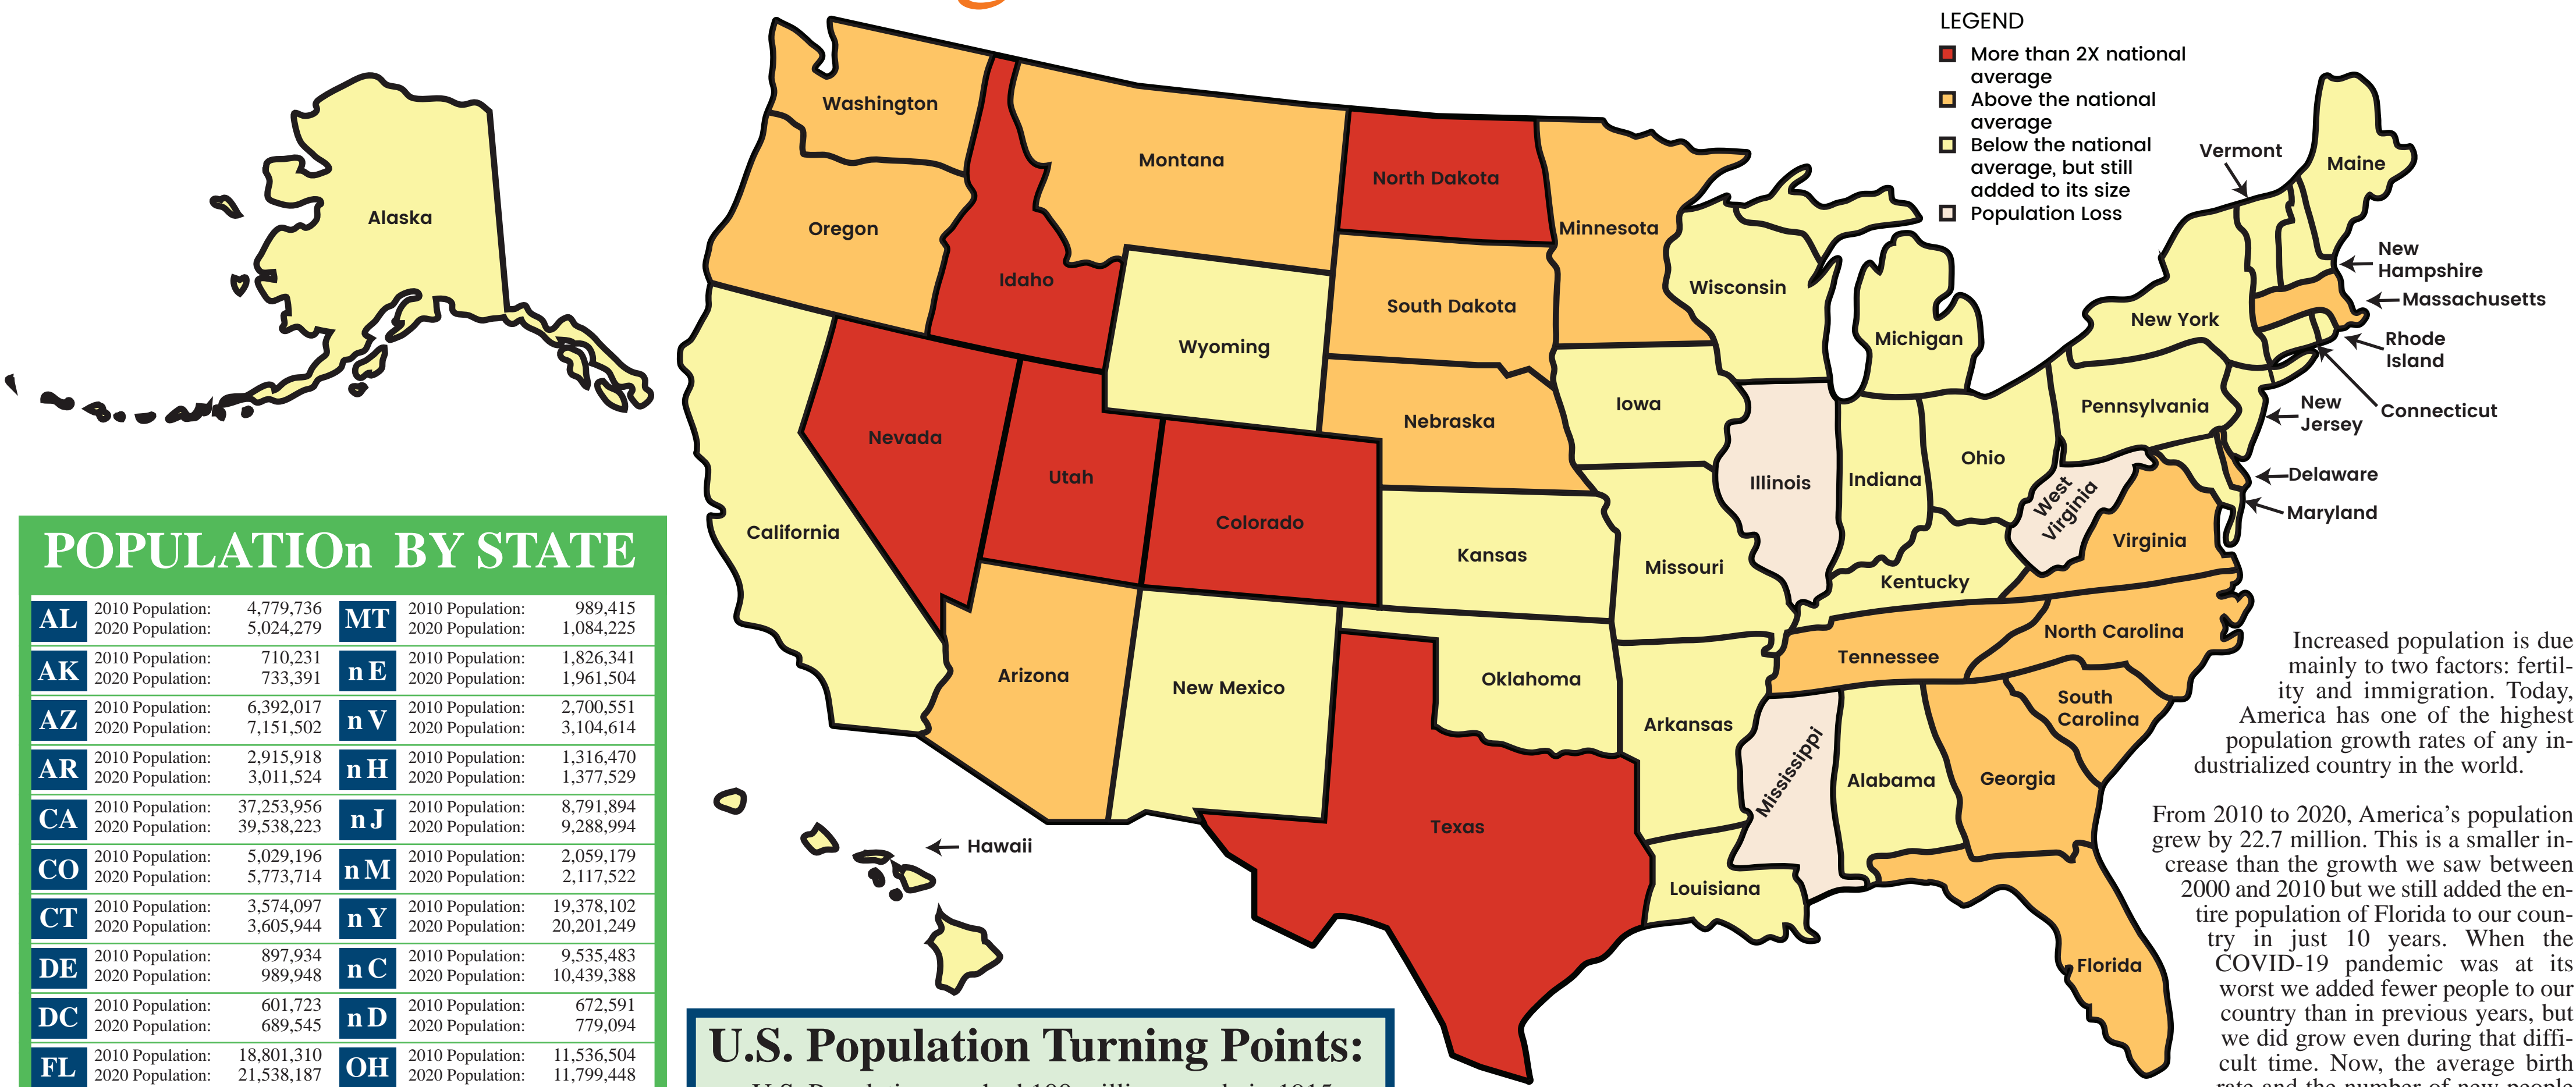 LEGEND
More than 2X national
average
Above the national
average
Below the national
average, but still
added to its size
Population Loss
Washington
Oregon
Idaho
Montana
North Dakota
Minnesota
South Dakota
Wyoming
Nebraska
Nevada
Utah
Colorado
California
Kansas
Arizona
New Mexico
Oklahoma
Texas
Iowa
Missouri
Arkansas
Louisiana
Wisconsin
Michigan
Illinois
Indiana
Ohio
Kentucky
Tennessee
Mississippi
Alabama
Georgia
Florida
South
Carolina
North Carolina
Virginia
West
Virginia
Pennsylvania
New York
Vermont
Maine
New
Hampshire
Massachusetts
Rhode
Island
Connecticut
New
Jersey
Delaware
Maryland
Alaska
Hawaii
POPULATIOn BY STATE
AL 2010 Population: 4,779,736
2020 Population: 5,024,279
AK 2010 Population: 710,231
2020 Population: 733,391
AZ 2010 Population: 6,392,017
2020 Population: 7,151,502
AR 2010 Population: 2,915,918
2020 Population: 3,011,524
CA 2010 Population: 37,253,956
2020 Population: 39,538,223
CO 2010 Population: 5,029,196
2020 Population: 5,773,714
CT 2010 Population: 3,574,097
2020 Population: 3,605,944
DE 2010 Population: 897,934
2020 Population: 989,948
DC 2010 Population: 601,723
2020 Population: 689,545
FL 2010 Population: 18,801,310
2020 Population: 21,538,187
MT 2010 Population: 989,415
2020 Population: 1,084,225
nE 2010 Population: 1,826,341
2020 Population: 1,961,504
nV 2010 Population: 2,700,551
2020 Population: 3,104,614
nH 2010 Population: 1,316,470
2020 Population: 1,377,529
nJ 2010 Population: 8,791,894
2020 Population: 9,288,994
nM 2010 Population: 2,059,179
2020 Population: 2,117,522
nY 2010 Population: 19,378,102
2020 Population: 20,201,249
nC 2010 Population: 9,535,483
2020 Population: 10,439,388
nD 2010 Population: 672,591
2020 Population: 779,094
OH 2010 Population: 11,536,504
2020 Population: 11,799,448
U.S. Population Turning Points:
Increased population is due
mainly to two factors: fertil-
ity and immigration. Today,
America has one of the highest
population growth rates of any in-
dustrialized country in the world.
From 2010 to 2020, America’s population
grew by 22.7 million. This is a smaller in-
crease than the growth we saw between
2000 and 2010 but we still added the en-
tire population of Florida to our coun-
try in just 10 years. When the
COVID-19 pandemic was at its
worst we added fewer people to our
country than in previous years, but
we did grow even during that diffi-
cult time. Now, the average birth
rate and the number of new people